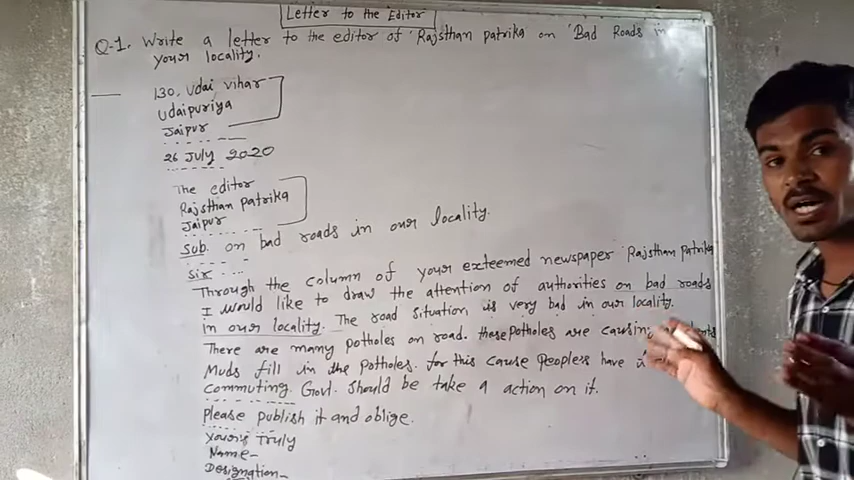 Letter to the Editor
Q-1. Write a letter to the editor of 'Rajsthan patrika' on 'Bad Roads in
your locality.
130, Udai vihar
Udaipuriya
Jaipur
26 July 2020
The editor
Rajsthan patrika
Jaipur
Sub. on bad roads in our locality.
sir
Through the column of your exteemed newspaper 'Rajsthan Patrika
I would like to draw the attention of authorities on bad roads
in our locality. The road situation is very bad in our locality.
There are many potholes on road. those Potholes are causing
Muds fill in the Potholes. for this cause Peoples have
Commuting. Govt. should be take a action on it.
Please publish it and oblige.
Yours Truly
Name-
Designation-